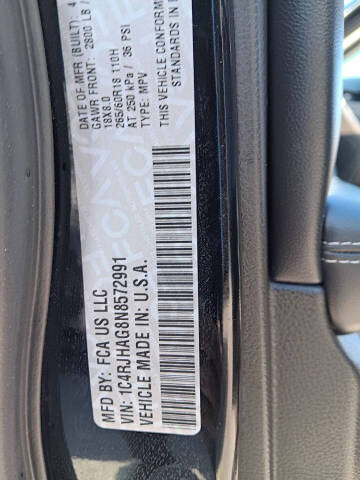 MFD BY: FCA US LLC
DATE OF MFR (BUILT): 4
GAWR FRONT: 2800 LB /
18X8.0
265/60R18 110H
AT 250 kPa / 36 PSI
THIS VEHICLE CONFORM
STANDARDS IN
VIN: 1C4RJHAG8N8572991
TYPE: MPV
VEHICLE MADE IN: U.S.A.